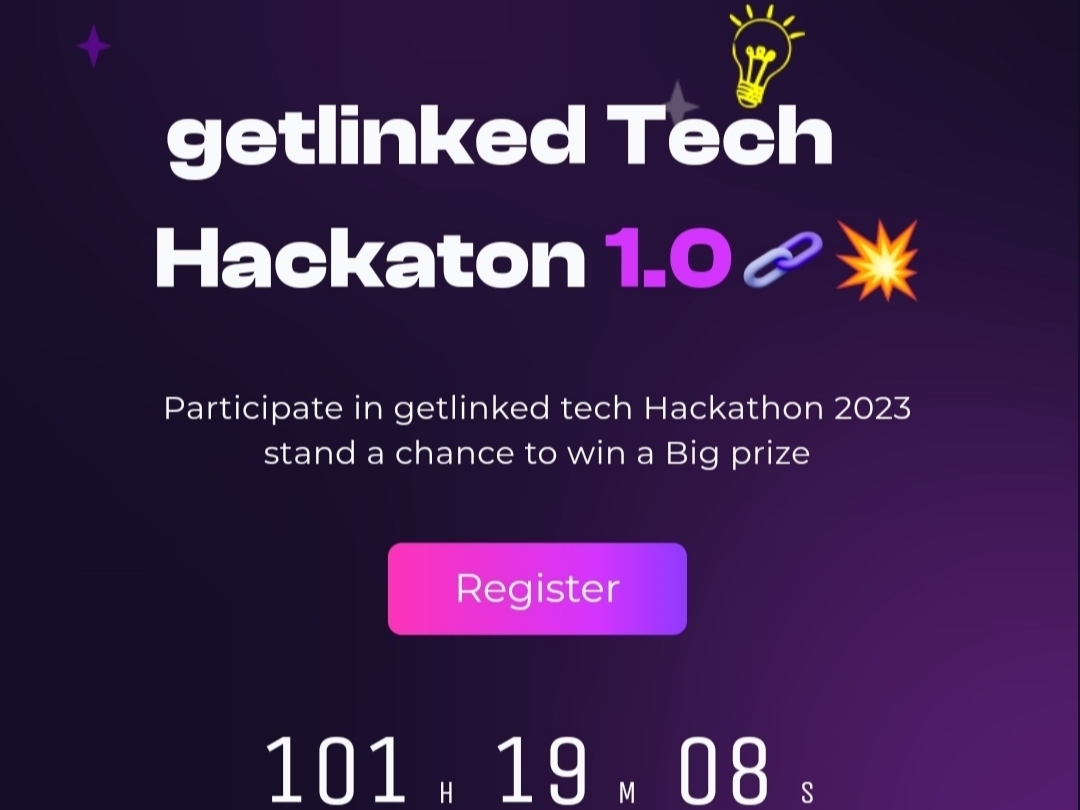 getlinked Tech
Hackaton 1.0
Participate in getlinked tech Hackathon 2023
stand a chance to win a Big prize
Register
101 H 19 M 08 S